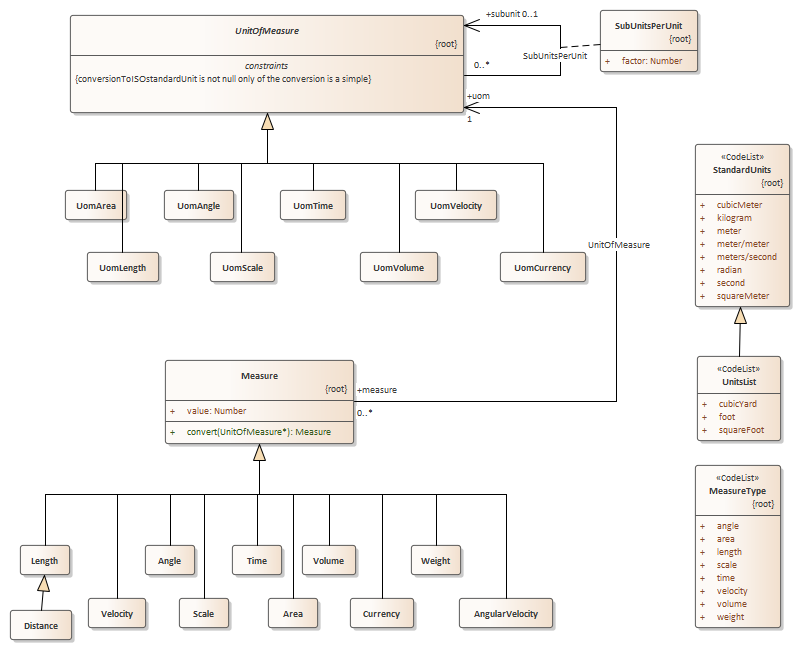 UnitOfMeasure
{root}
constraints
{conversionToISOstandardUnit is not null only of the conversion is a simple}
+subunit 0..1
0..*
SubUnitsPerUnit
SubUnitsPerUnit
{root}
+ factor: Number
+uom
1
UomArea
UomAngle
UomTime
UomVelocity
UomLength
UomScale
UomVolume
UomCurrency
UnitOfMeasure
«CodeList»
StandardUnits
{root}
+ cubicMeter
+ kilogram
+ meter
+ meter/meter
+ meters/second
+ radian
+ second
+ squareMeter
«CodeList»
UnitsList
+ cubicYard
+ foot
+ squareFoot
Measure
{root}
+ value: Number
+ convert(UnitOfMeasure*): Measure
+measure
0..*
«CodeList»
MeasureType
{root}
+ angle
+ area
+ length
+ scale
+ time
+ velocity
+ volume
+ weight
Length
Angle
Time
Volume
Weight
Distance
Velocity
Scale
Area
Currency
AngularVelocity